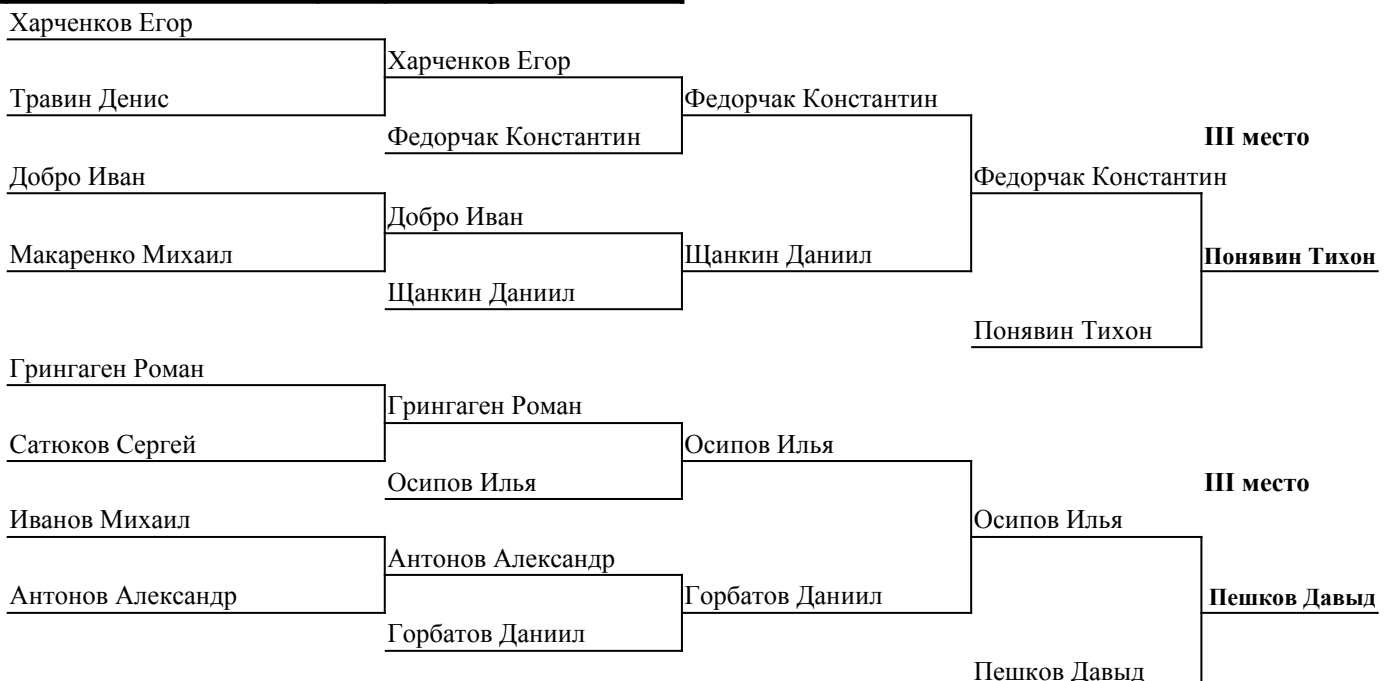 Харченков Егор
Харченков Егор
Травин Денис
Федорчак Константин
Федорчак Константин
III место
Добро Иван
Федорчак Константин
Добро Иван
Макаренко Михаил
Щанкин Даниил
Понявин Тихон
Щанкин Даниил
Понявин Тихон
Грингаген Роман
Грингаген Роман
Сатюков Сергей
Осипов Илья
Осипов Илья
III место
Иванов Михаил
Осипов Илья
Антонов Александр
Антонов Александр
Горбатов Даниил
Пешков Давыд
Горбатов Даниил
Пешков Давыд